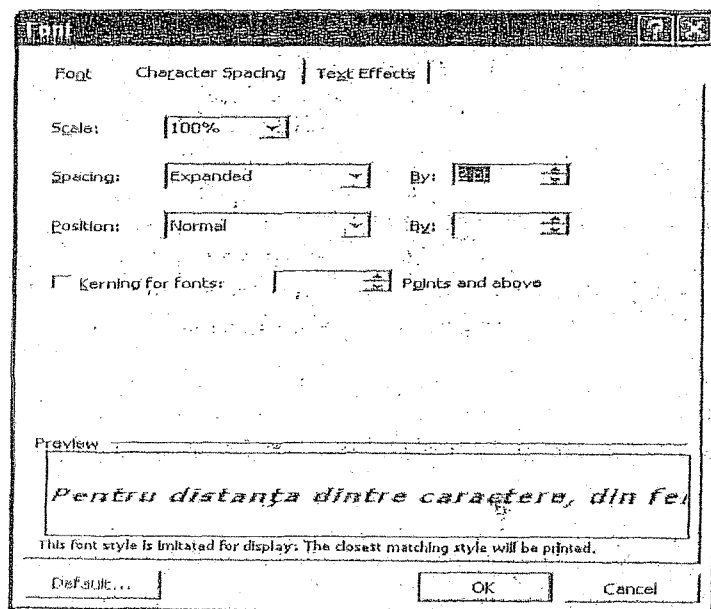 Font
Font Character Spacing Text Effects
Scale: 100%
Spacing: Expanded By:
Position: Normal By:
Kerning for fonts: Points and above
Preview
Pentru distanța dintre caractere, din fe
This font style is imitated for display. The closest matching style will be printed.
Default... OK Cancel